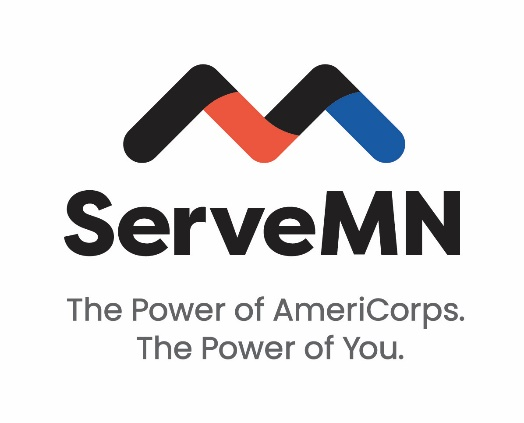 ServeMN
The Power of AmeriCorps.
The Power of You.